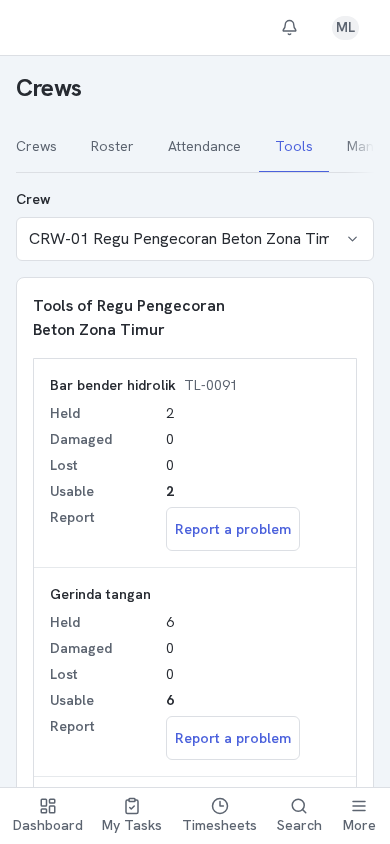 ML
Crews
Crews Roster Attendance Tools Man
Crew
CRW-01 Regu Pengecoran Beton Zona Tim
Tools of Regu Pengecoran
Beton Zona Timur
Bar bender hidrolik TL-0091
Held 2
Damaged 0
Lost 0
Usable 2
Report Report a problem
Gerinda tangan
Held 6
Damaged 0
Lost 0
Usable 6
Report Report a problem
Dashboard My Tasks Timesheets Search More